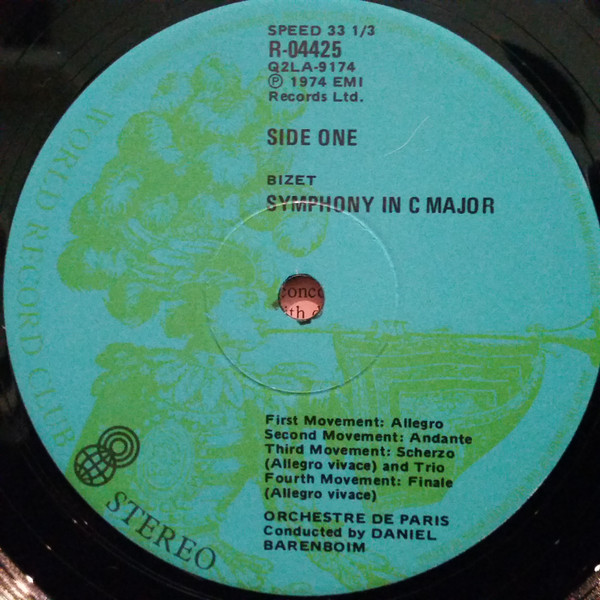 SPEED 33 1/3
R-04425
Q2LA-9174
Ⓟ 1974 EMI
Records Ltd.
SIDE ONE
BIZET
SYMPHONY IN C MAJOR
WORLD RECORD CLUB
conce
ith d
First Movement: Allegro
Second Movement: Andante
Third Movement: Scherzo
(Allegro vivace) and Trio
Fourth Movement: Finale
(Allegro vivace)
ORCHESTRE DE PARIS
Conducted by DANIEL
BARENBOIM
STEREO